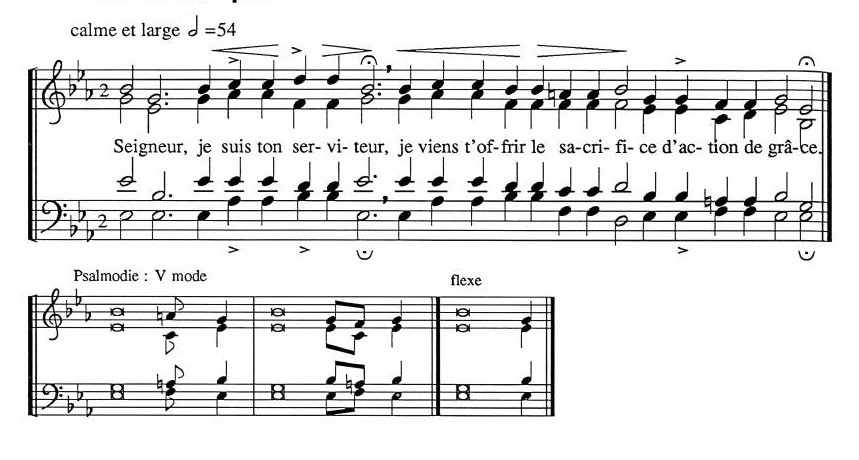 calme et large 𝅗𝅥 =54
Seigneur, je suis ton ser- vi- teur, je viens t'of-frir le sa-cri- fi- ce d'ac- tion de grâ-ce.
Psalmodie : V mode
flexe